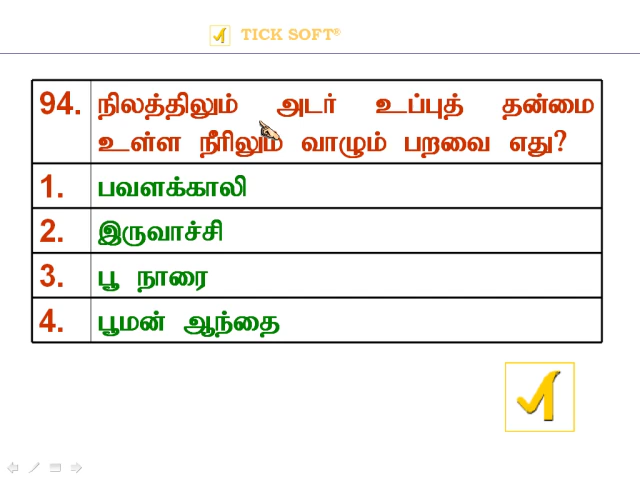 TICK SOFT®
94. நிலத்திலும் அடர் உப்புத் தன்மை
உள்ள நீரிலும் வாழும் பறவை எது?
1. பவளக்காலி
2. இருவாச்சி
3. பூ நாரை
4. பூமன் ஆந்தை